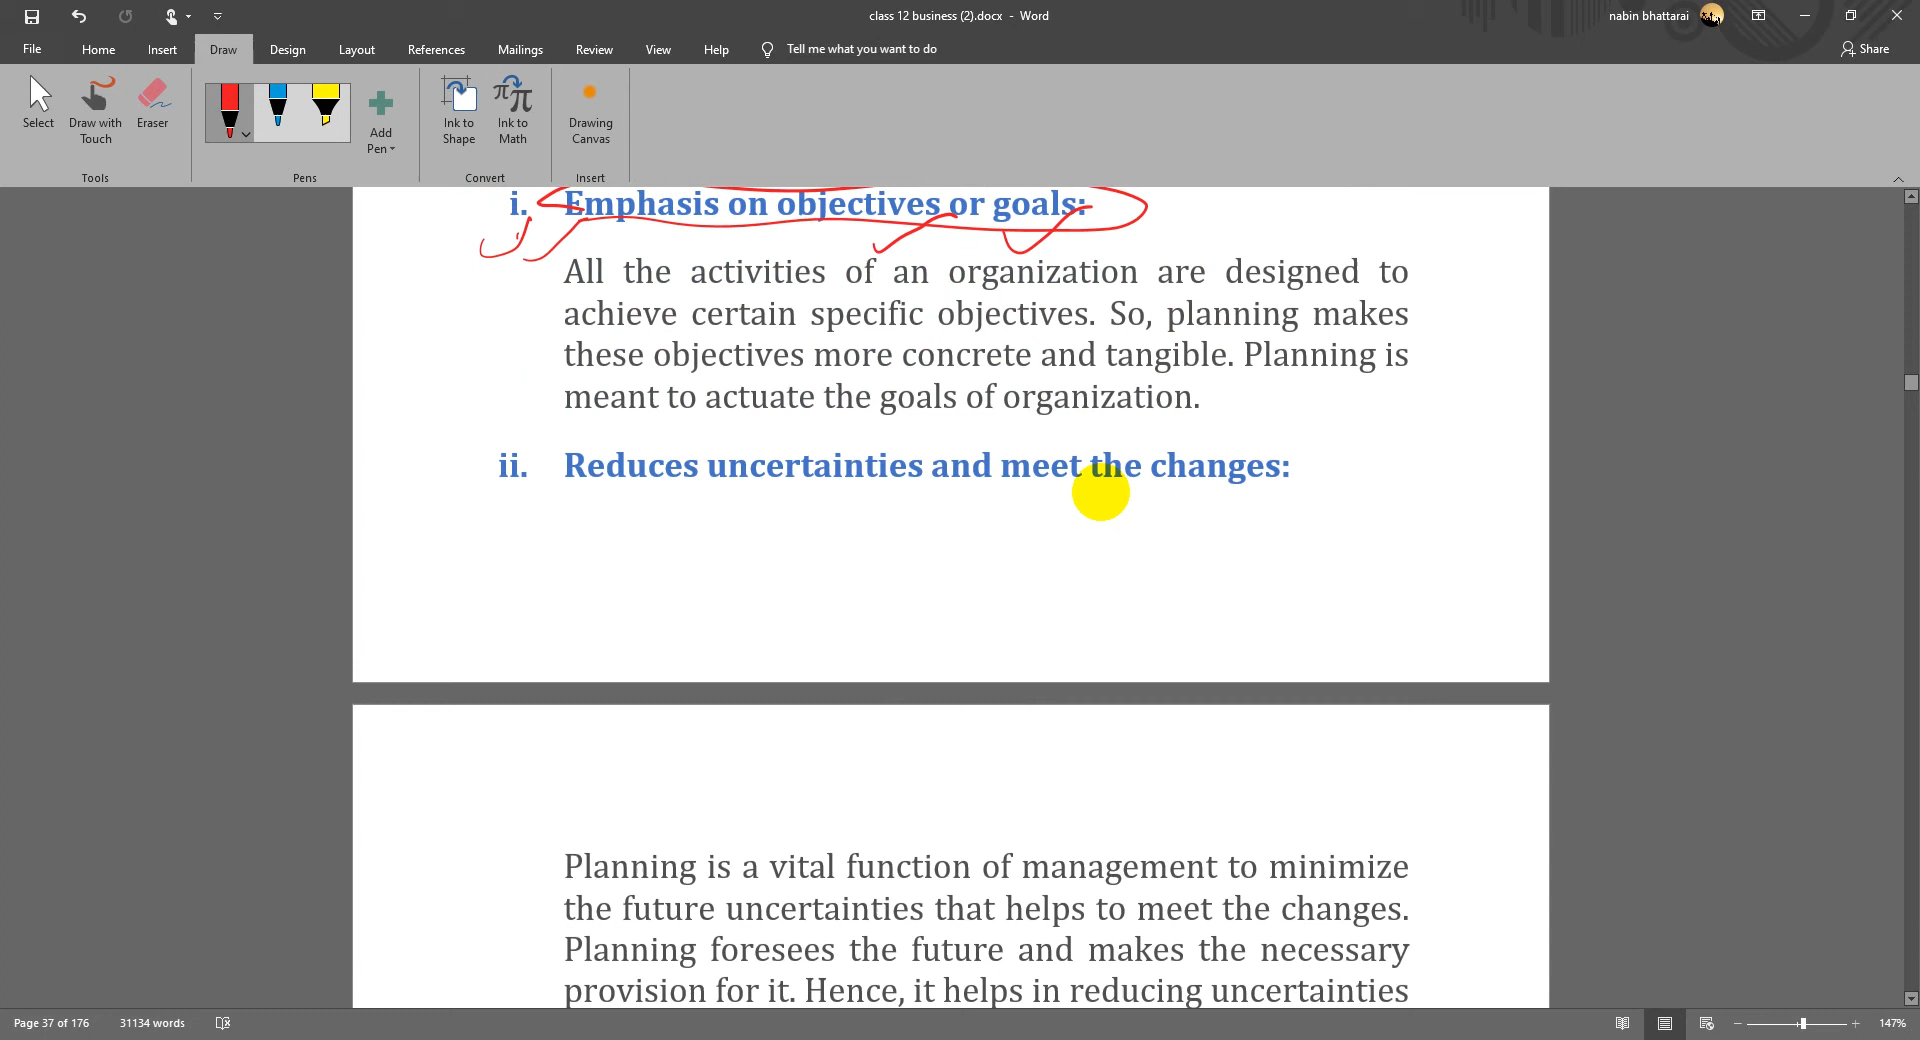 class 12 business (2).docx - Word
nabin bhattarai
File Home Insert Draw Design Layout References Mailings Review View Help Tell me what you want to do Share
Select
Draw with Touch
Eraser
Add Pen
Ink to Shape
Ink to Math
Drawing Canvas
Tools Pens Convert Insert
i. Emphasis on objectives or goals:
All the activities of an organization are designed to
achieve certain specific objectives. So, planning makes
these objectives more concrete and tangible. Planning is
meant to actuate the goals of organization.
ii. Reduces uncertainties and meet the changes:
Planning is a vital function of management to minimize
the future uncertainties that helps to meet the changes.
Planning foresees the future and makes the necessary
provision for it. Hence, it helps in reducing uncertainties
Page 37 of 176 31134 words 147%